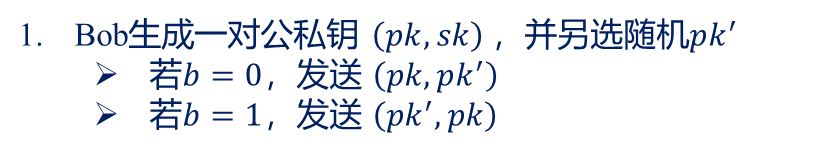 1. Bob生成一对公私钥 (pk, sk) ，并另选随机pk′
➢ 若b = 0，发送 (pk, pk′)
➢ 若b = 1，发送 (pk′, pk)